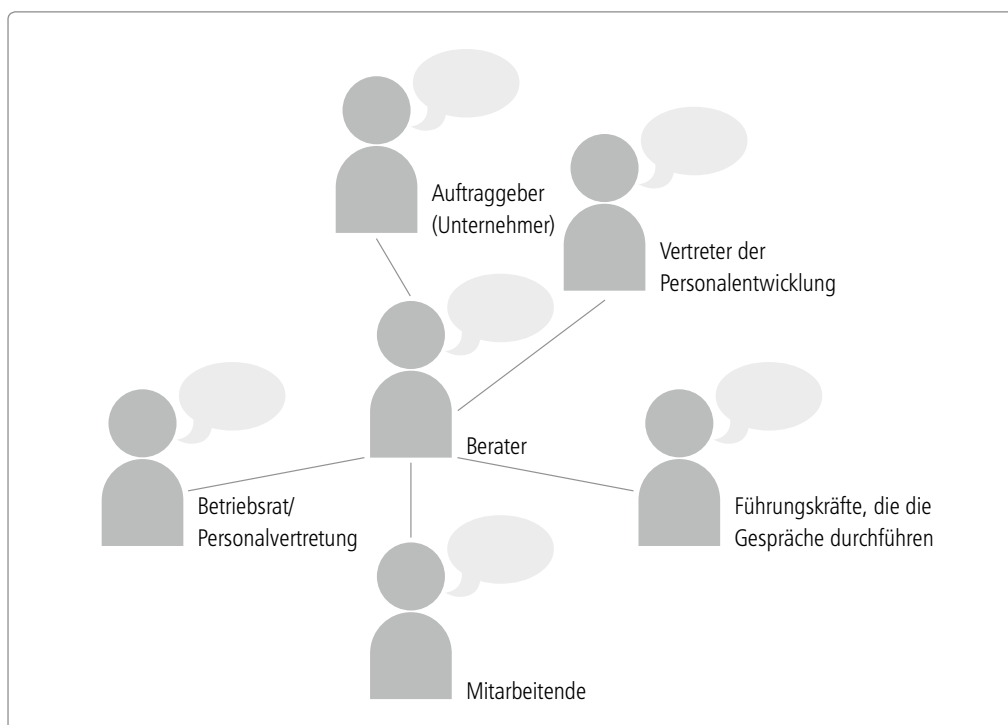 Auftraggeber
(Unternehmer)
Vertreter der
Personalentwicklung
Berater
Betriebsrat/
Personalvertretung
Führungskräfte, die die
Gespräche durchführen
Mitarbeitende